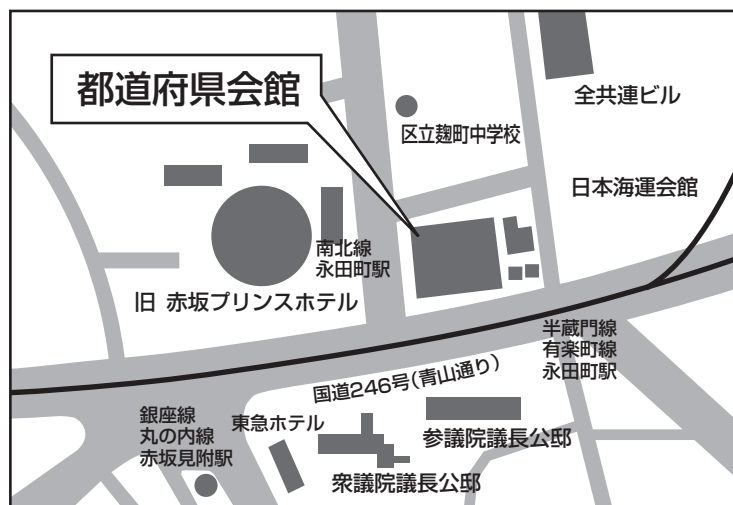 都道府県会館
全共連ビル
区立麹町中学校
日本海運会館
南北線
永田町駅
旧 赤坂プリンスホテル
半蔵門線
有楽町線
永田町駅
国道246号(青山通り)
銀座線
丸の内線
赤坂見附駅
東急ホテル
参議院議長公邸
衆議院議長公邸